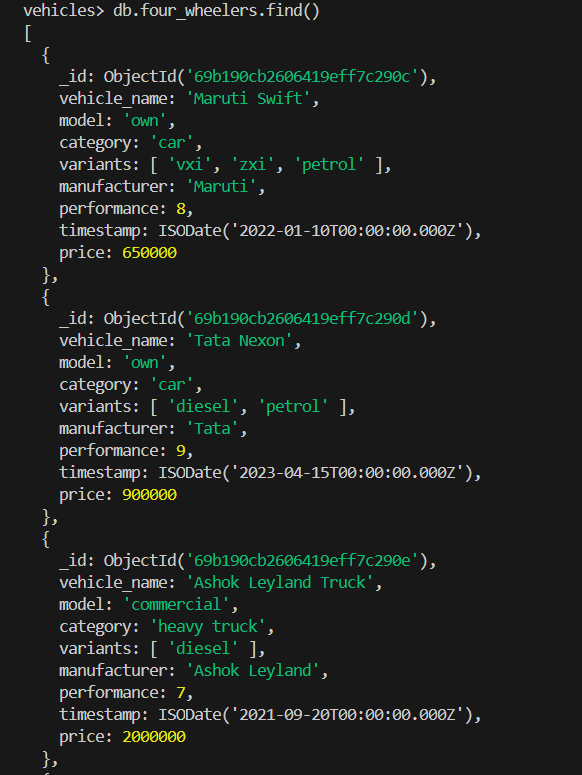 vehicles> db.four_wheelers.find()
[
  {
    _id: ObjectId('69b190cb2606419eff7c290c'),
    vehicle_name: 'Maruti Swift',
    model: 'own',
    category: 'car',
    variants: [ 'vxi', 'zxi', 'petrol' ],
    manufacturer: 'Maruti',
    performance: 8,
    timestamp: ISODate('2022-01-10T00:00:00.000Z'),
    price: 650000
  },
  {
    _id: ObjectId('69b190cb2606419eff7c290d'),
    vehicle_name: 'Tata Nexon',
    model: 'own',
    category: 'car',
    variants: [ 'diesel', 'petrol' ],
    manufacturer: 'Tata',
    performance: 9,
    timestamp: ISODate('2023-04-15T00:00:00.000Z'),
    price: 900000
  },
  {
    _id: ObjectId('69b190cb2606419eff7c290e'),
    vehicle_name: 'Ashok Leyland Truck',
    model: 'commercial',
    category: 'heavy truck',
    variants: [ 'diesel' ],
    manufacturer: 'Ashok Leyland',
    performance: 7,
    timestamp: ISODate('2021-09-20T00:00:00.000Z'),
    price: 2000000
  },
  {